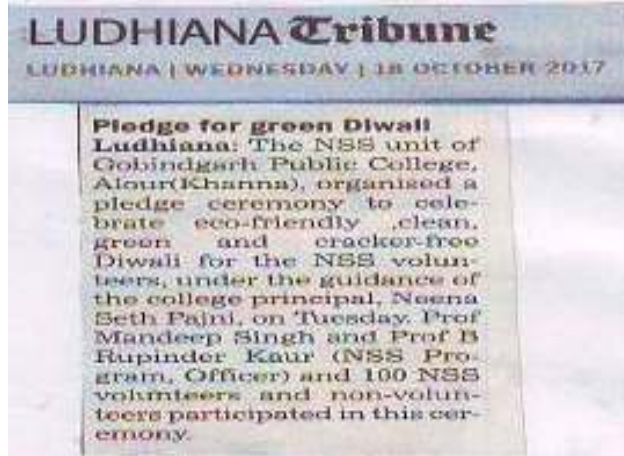 LUDHIANA Tribune
LUDHIANA | WEDNESDAY | 18 OCTOBER 2017
Pledge for green Diwali
Ludhiana: The NSS unit of
Gobindgarh Public College,
Alour(Khanna), organised a
pledge ceremony to cele-
brate eco-friendly ,clean,
green and cracker-free
Diwali for the NSS volun-
teers, under the guidance of
the college principal, Neena
Seth Pajni, on Tuesday. Prof
Mandeep Singh and Prof B
Rupinder Kaur (NSS Pro-
gram, Officer) and 100 NSS
volunteers and non-volun-
teers participated in this cer-
emony.